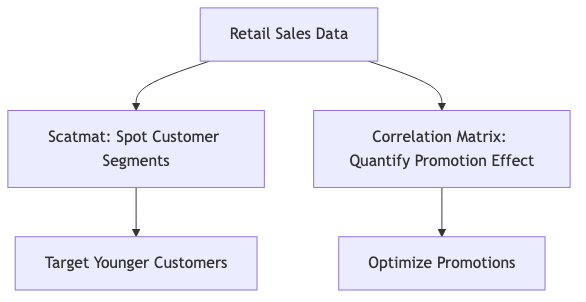 Retail Sales Data
Scatmat: Spot Customer
Segments
Correlation Matrix:
Quantify Promotion Effect
Target Younger Customers
Optimize Promotions